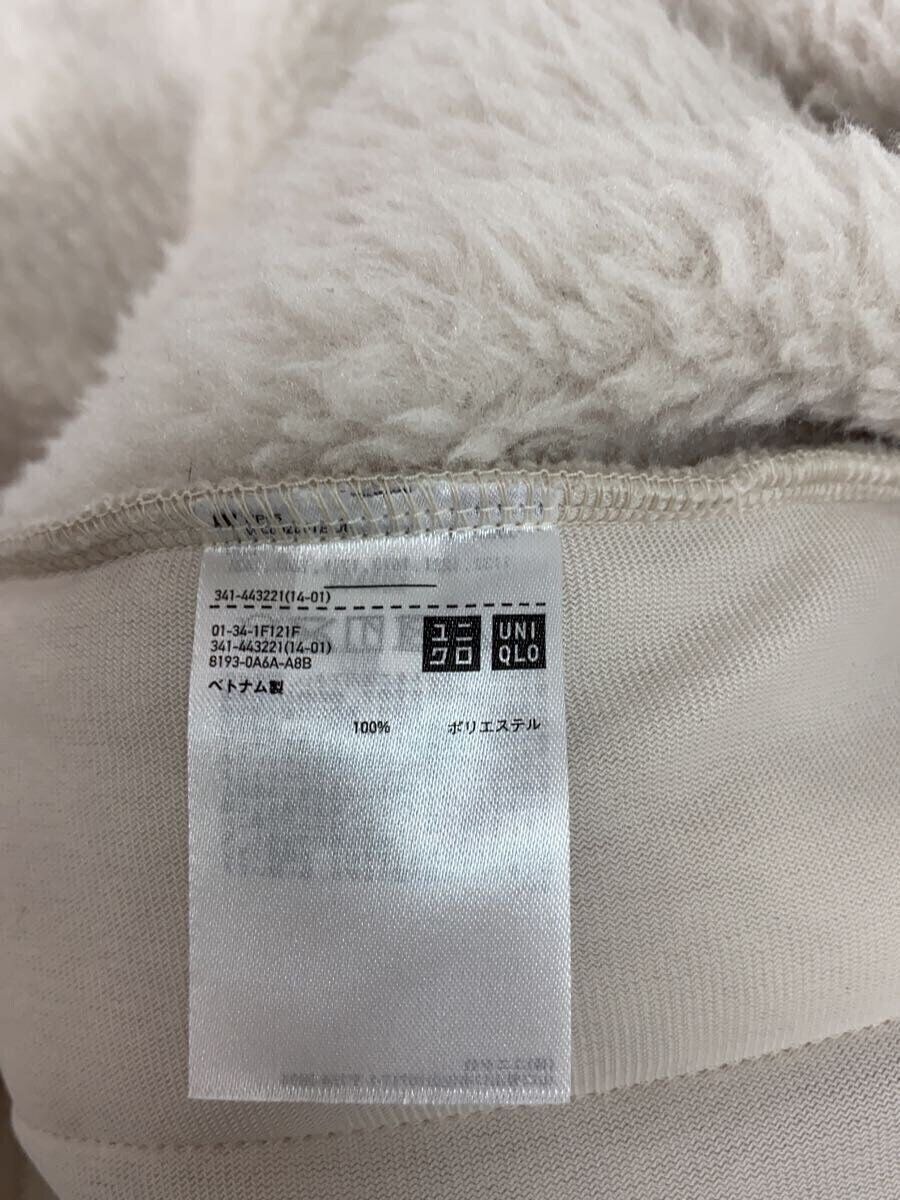 341-443221(14-01)
01-34-1F121F
341-443221(14-01)
8193-0A6A-A8B
ユニ
クロ
UNI
QLO
ベトナム製
100% ポリエステル